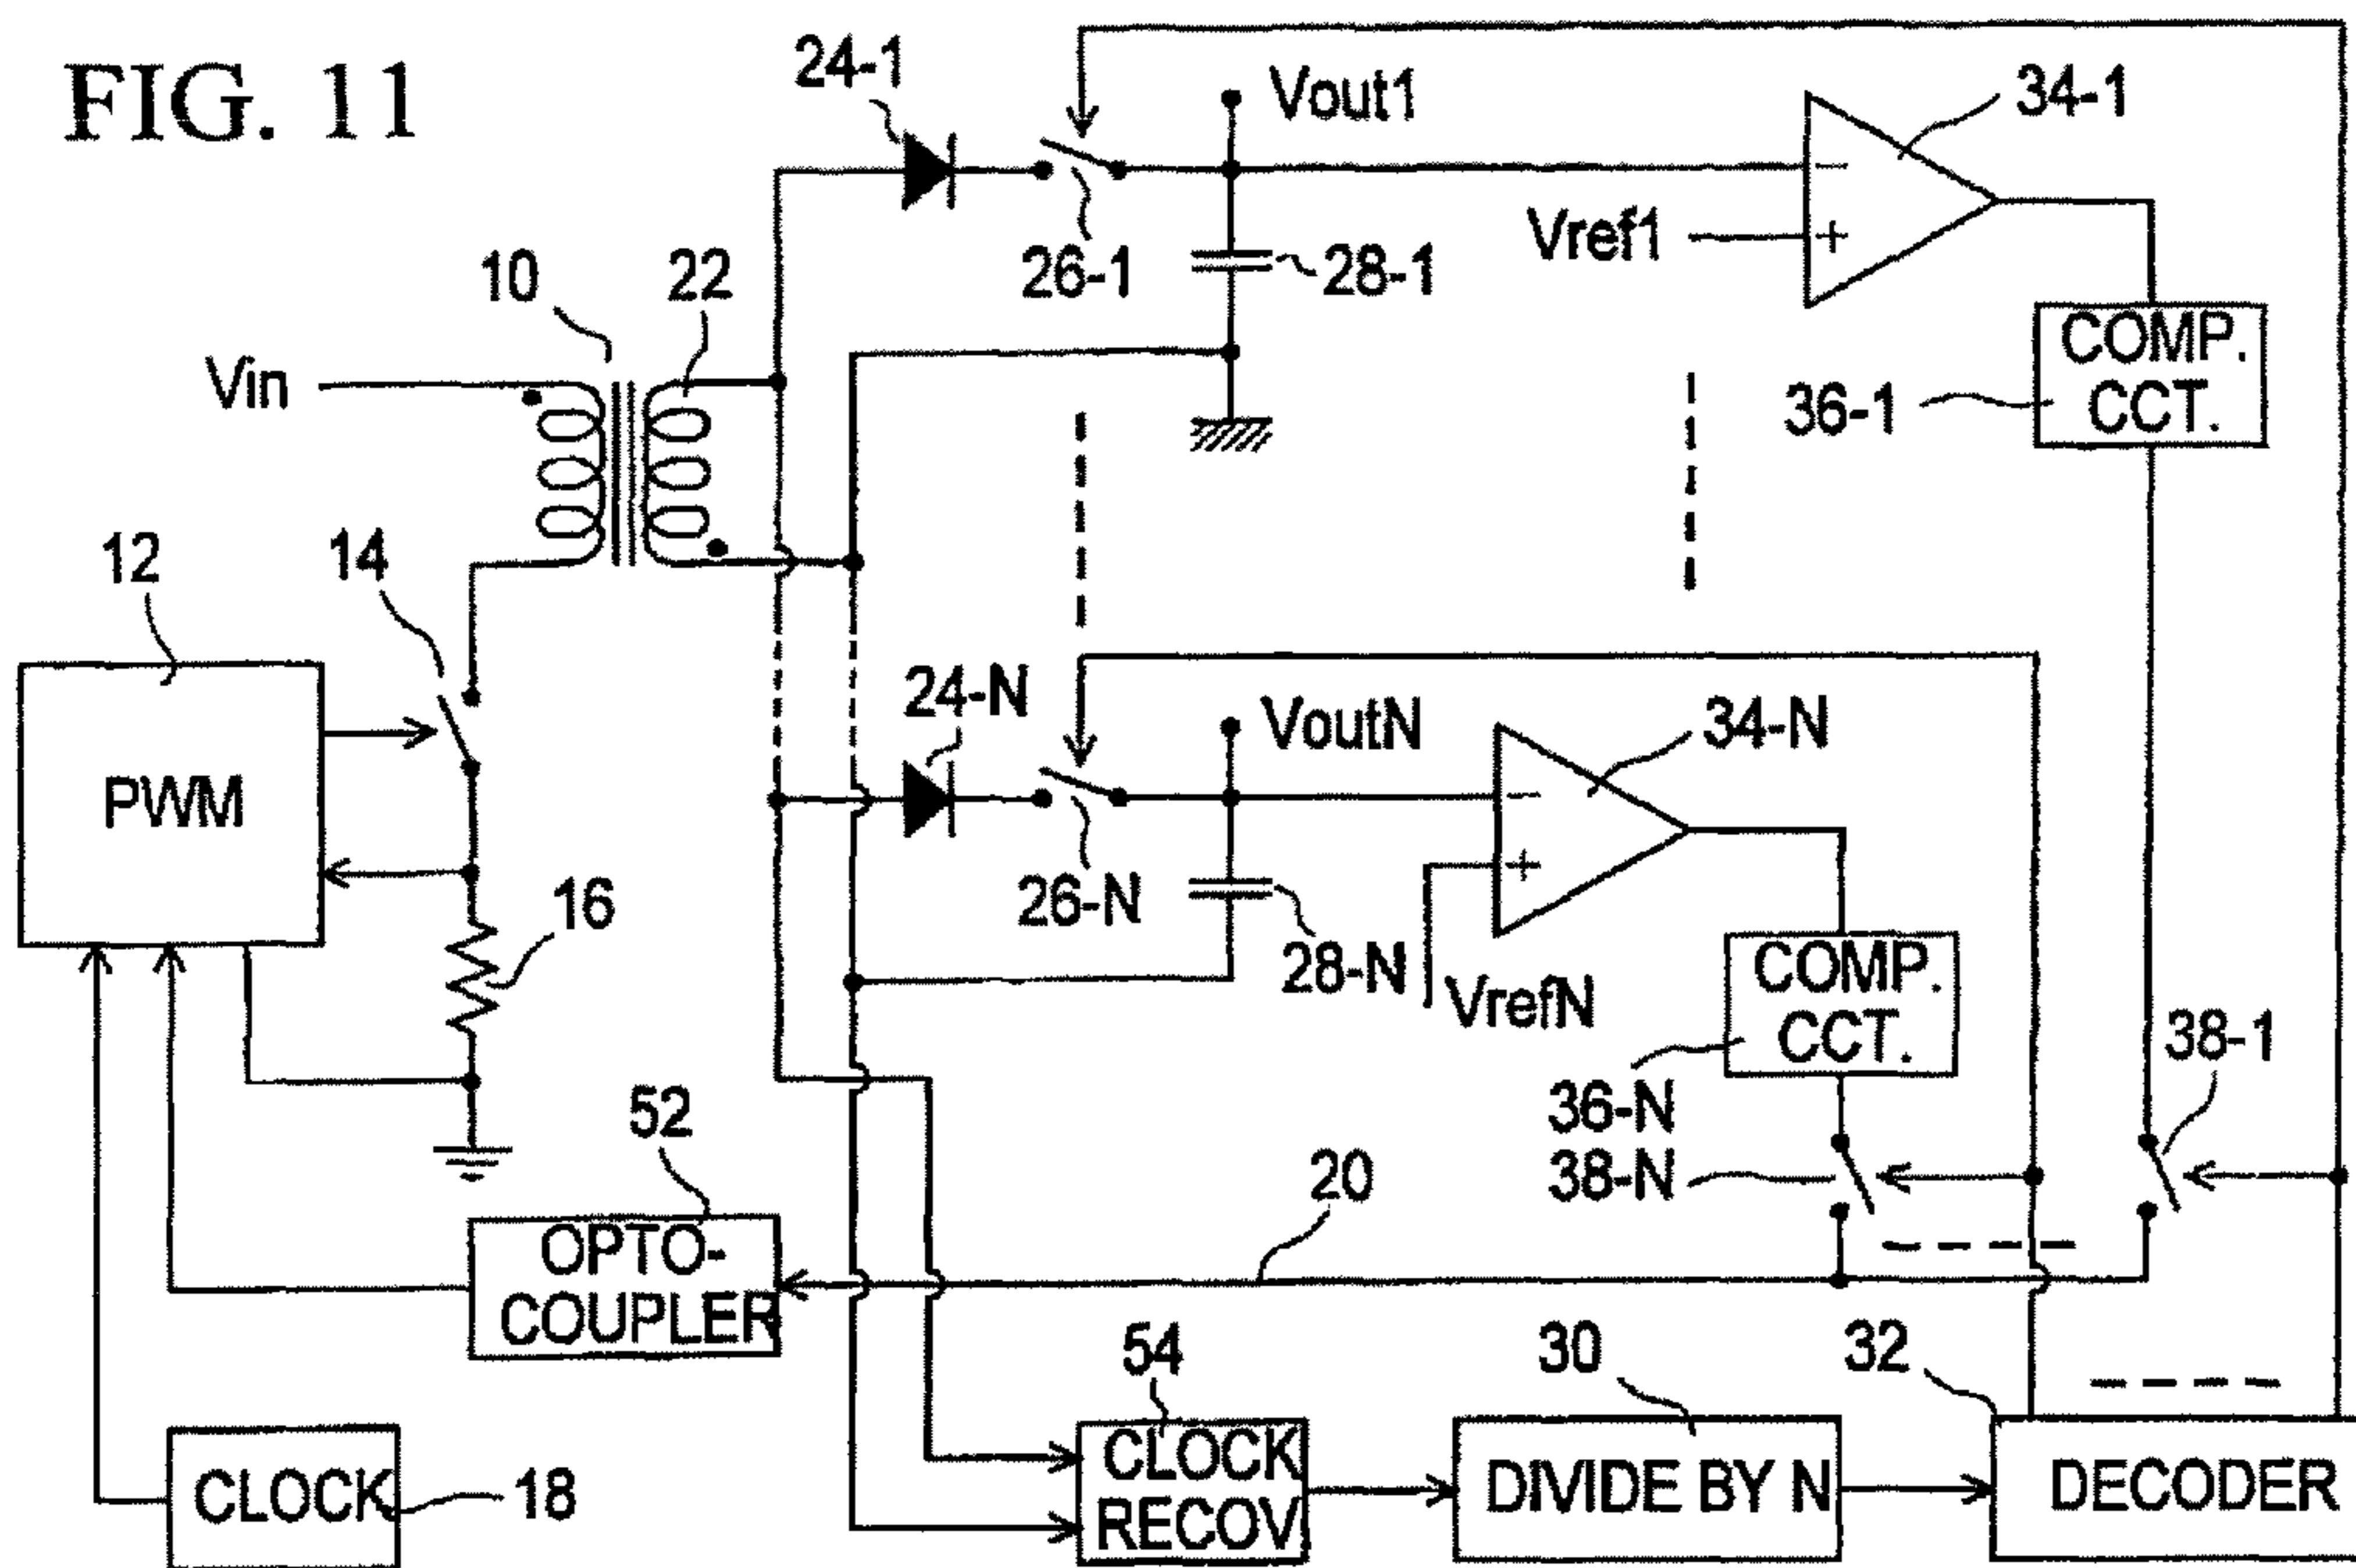 FIG. 11
24-1
Vout1
34-1
Vref1
26-1
28-1
10
22
COMP.
CCT.
36-1
Vin
12
14
PWM
16
24-N
VoutN
34-N
26-N
28-N
VrefN
COMP.
CCT.
36-N
38-N
38-1
52
20
OPTO-
COUPLER
54
30
32
CLOCK
18
CLOCK
RECOV
DIVIDE BY N
DECODER